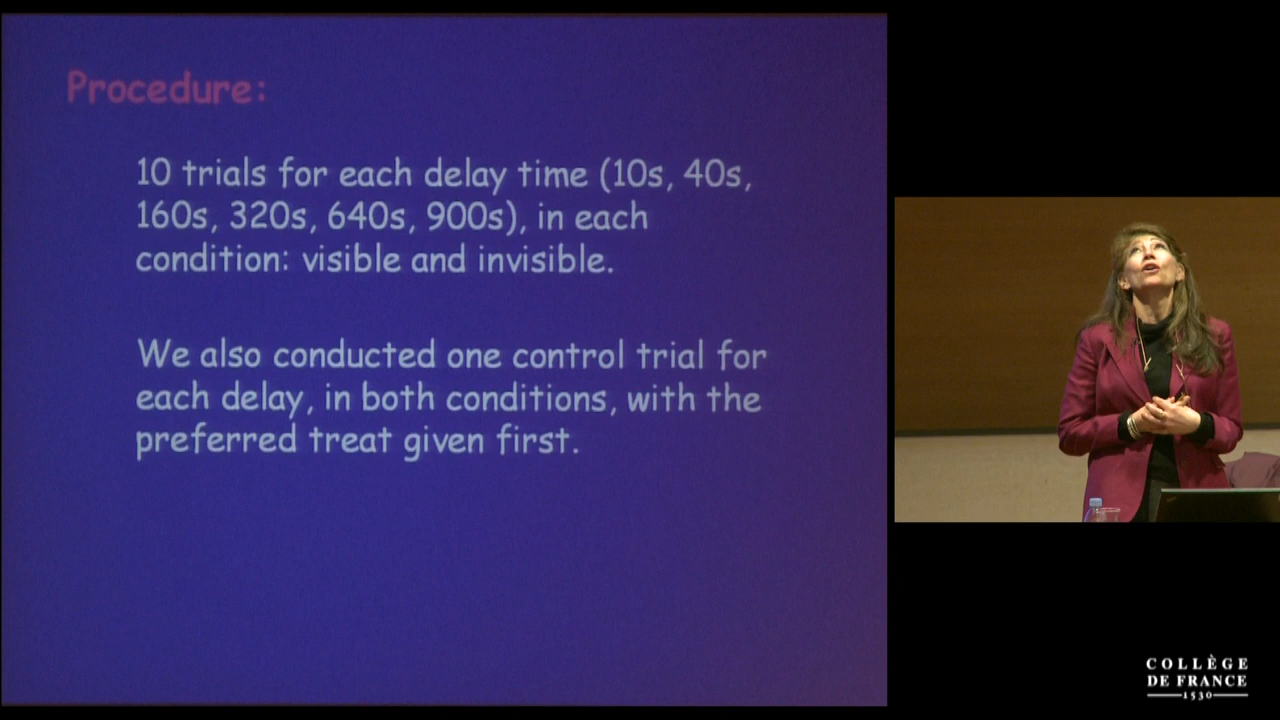 Procedure:
10 trials for each delay time (10s, 40s,
160s, 320s, 640s, 900s), in each
condition: visible and invisible.
We also conducted one control trial for
each delay, in both conditions, with the
preferred treat given first.
COLLÈGE
DE FRANCE
1530